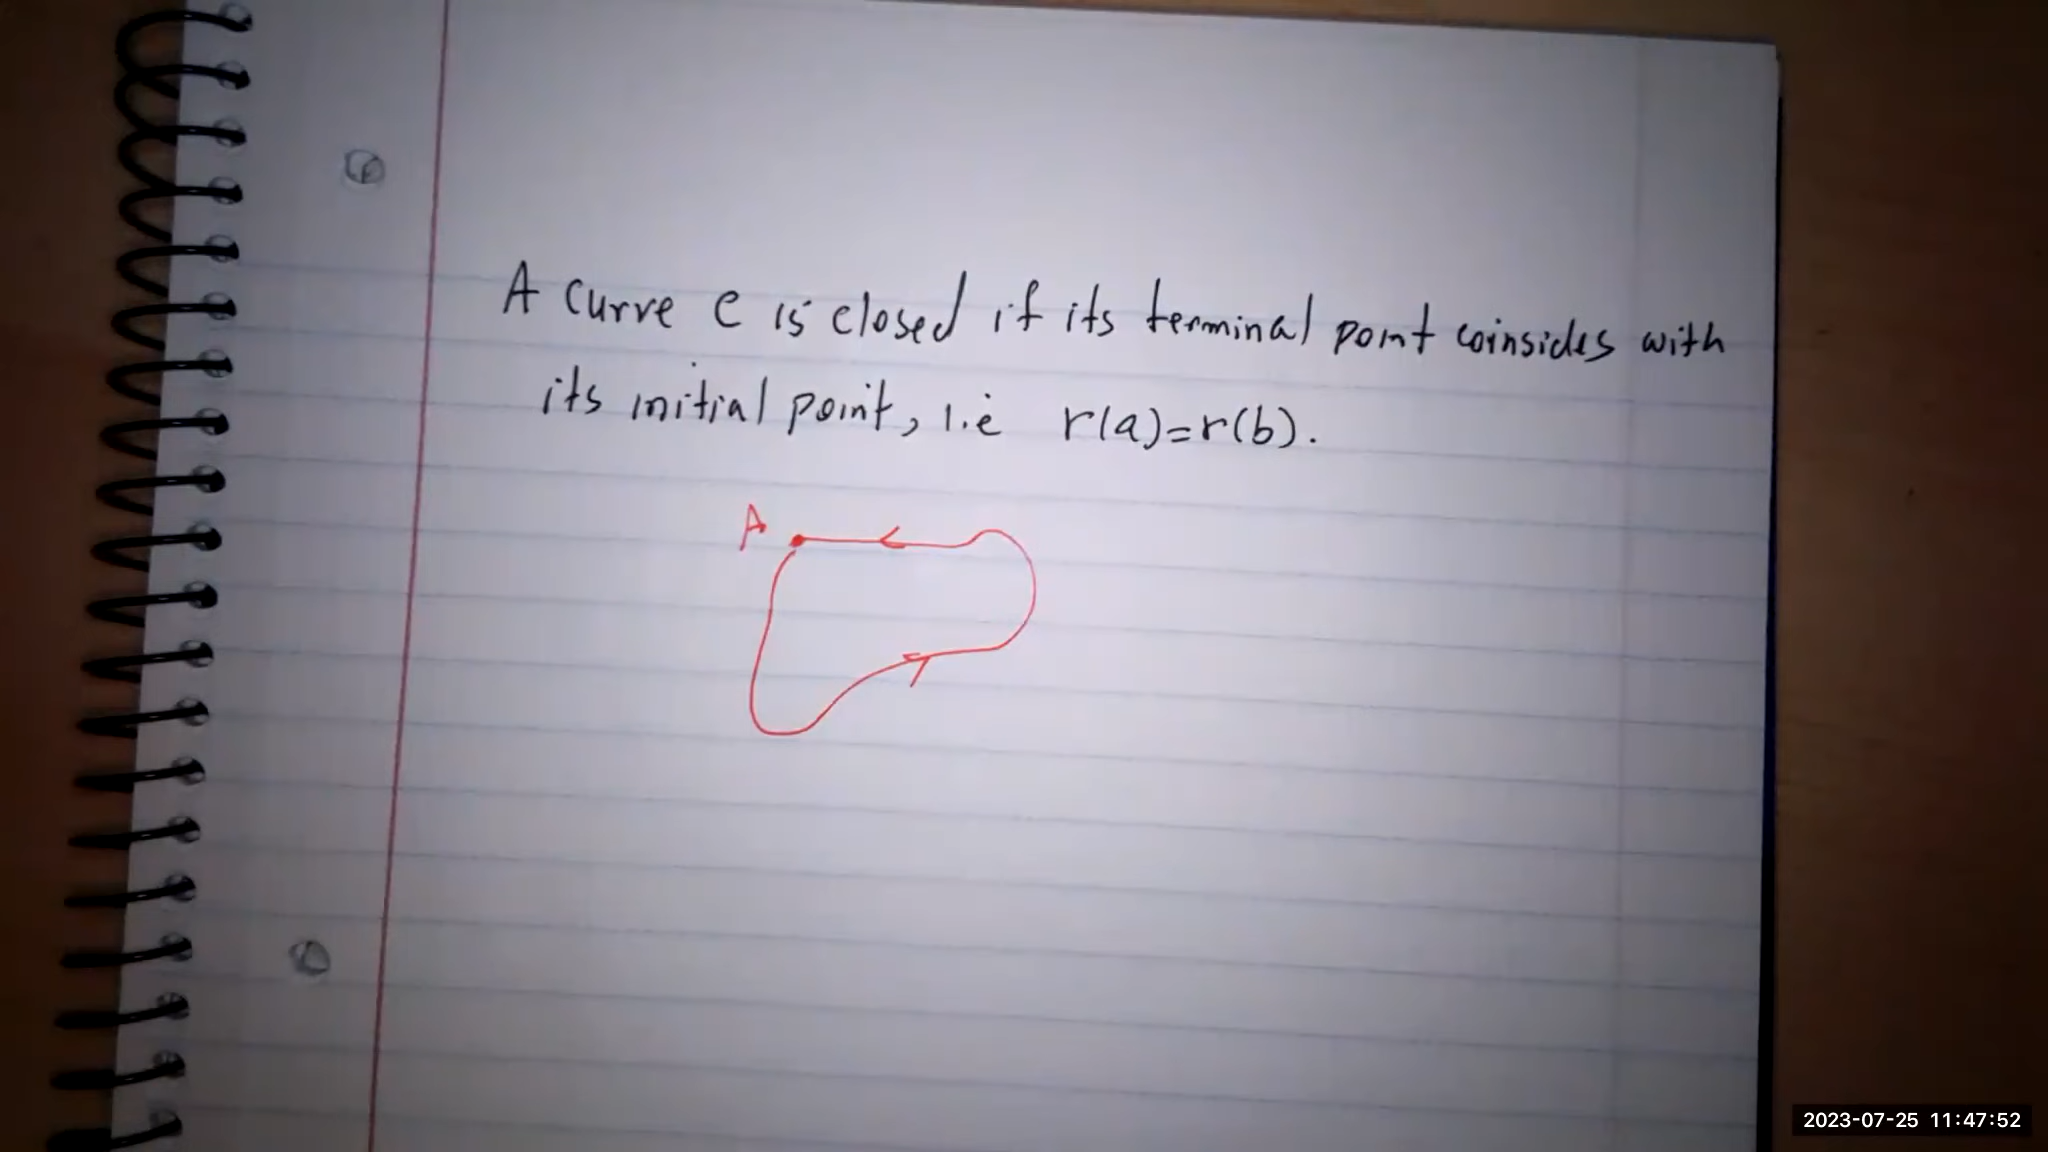 A curve C is closed if its terminal point coinsides with
its initial point, i.e r(a)=r(b).
A
2023-07-25 11:47:52